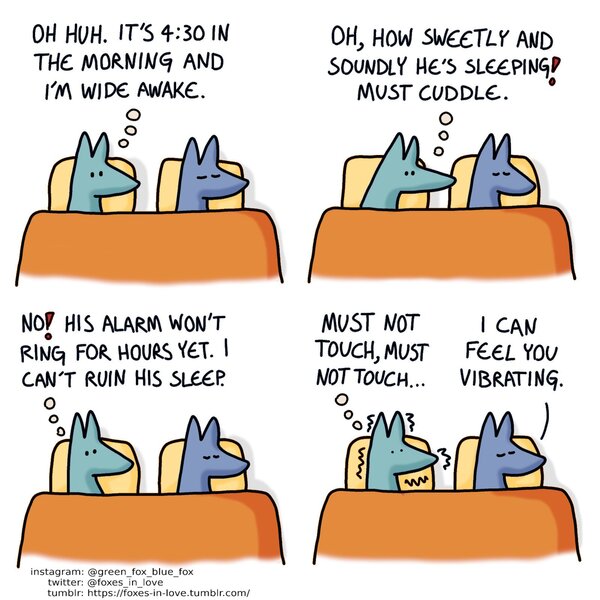 OH HUH. IT'S 4:30 IN
THE MORNING AND
I'M WIDE AWAKE.
OH, HOW SWEETLY AND
SOUNDLY HE'S SLEEPING!
MUST CUDDLE.
NO! HIS ALARM WON'T
RING FOR HOURS YET. I
CAN'T RUIN HIS SLEEP.
MUST NOT
TOUCH, MUST
NOT TOUCH...
I CAN
FEEL YOU
VIBRATING.
instagram: @green_fox_blue_fox
twitter: @foxes_in_love
tumblr: https://foxes-in-love.tumblr.com/